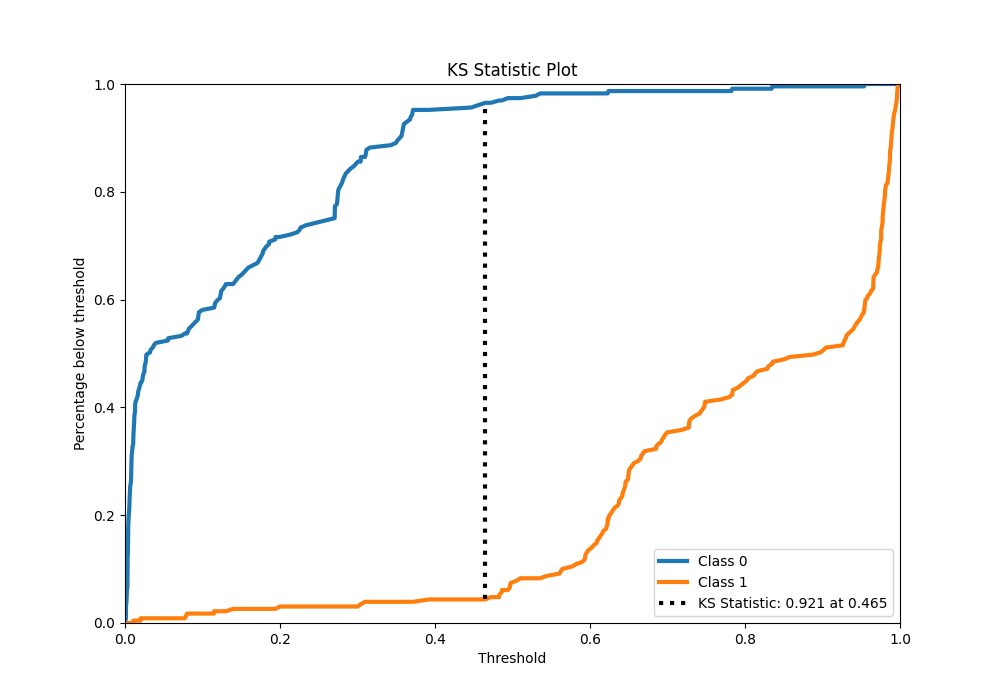 KS Statistic Plot
1.0
0.8
0.6
0.4
0.2
0.0
Percentage below threshold
0.0 0.2 0.4 0.6 0.8 1.0
Threshold
Class 0
Class 1
KS Statistic: 0.921 at 0.465